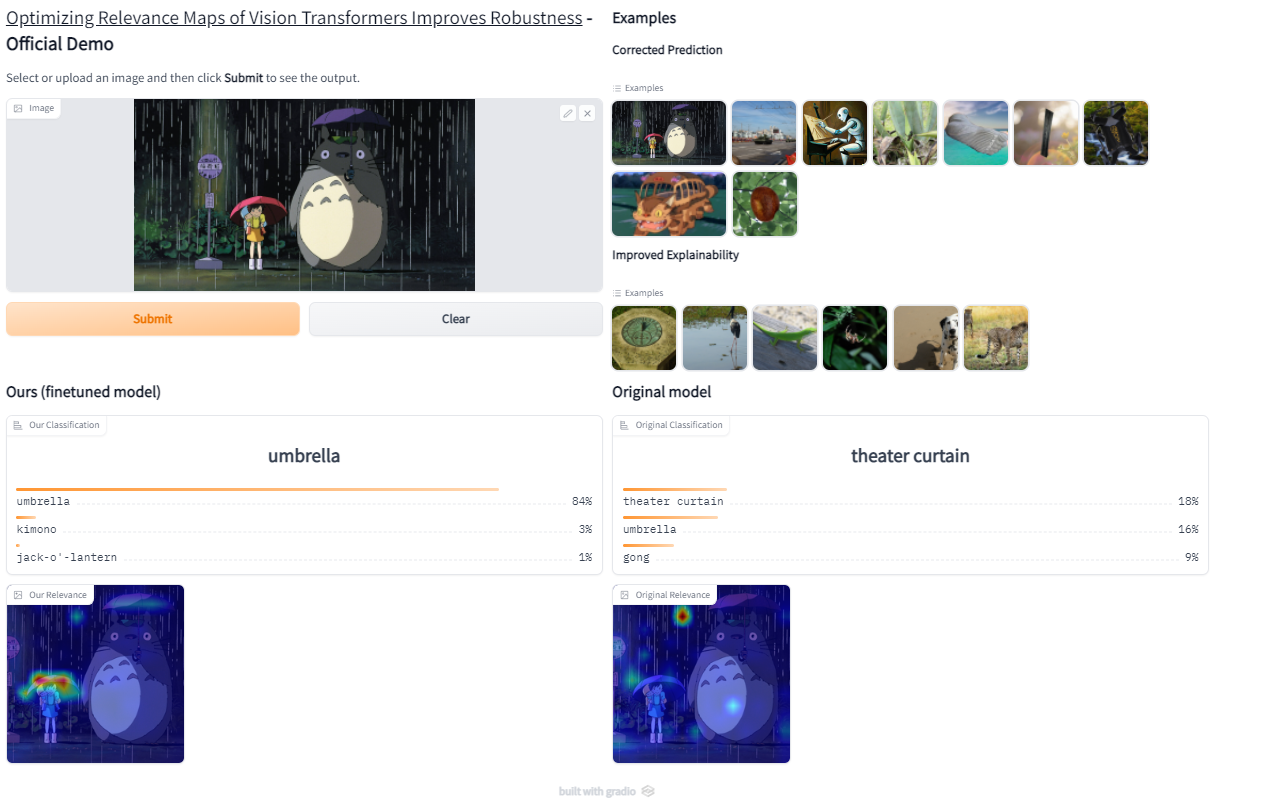 Optimizing Relevance Maps of Vision Transformers Improves Robustness -
Official Demo
Select or upload an image and then click Submit to see the output.
Image
Submit
Clear
Examples
Corrected Prediction
Examples
Improved Explainability
Examples
Ours (finetuned model)
Our Classification
umbrella
umbrella 84%
kimono 3%
jack-o'-lantern 1%
Our Relevance
Original model
Original Classification
theater curtain
theater curtain 18%
umbrella 16%
gong 9%
Original Relevance
built with gradio